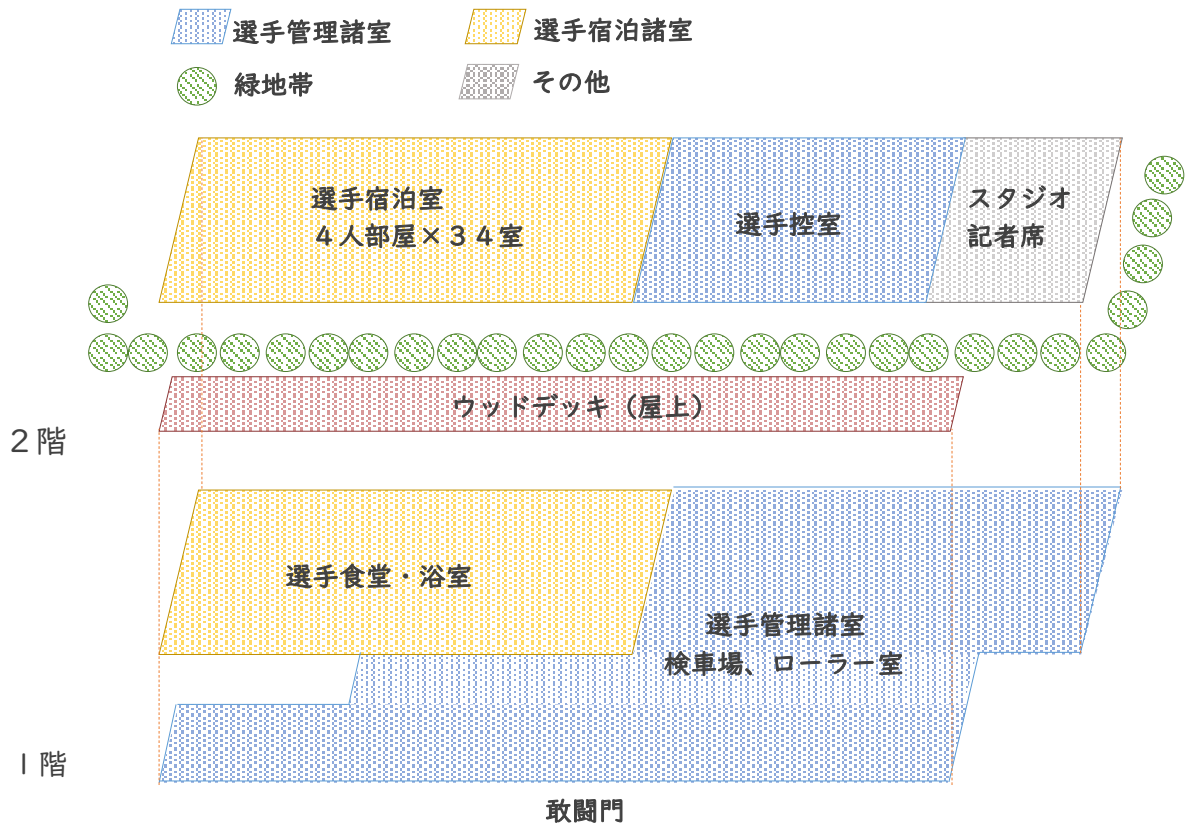 選手管理諸室
選手宿泊諸室
緑地帯
その他
選手宿泊室
４人部屋×３４室
選手控室
スタジオ
記者席
ウッドデッキ（屋上）
２階
選手食堂・浴室
選手管理諸室
検車場、ローラー室
１階
敢闘門